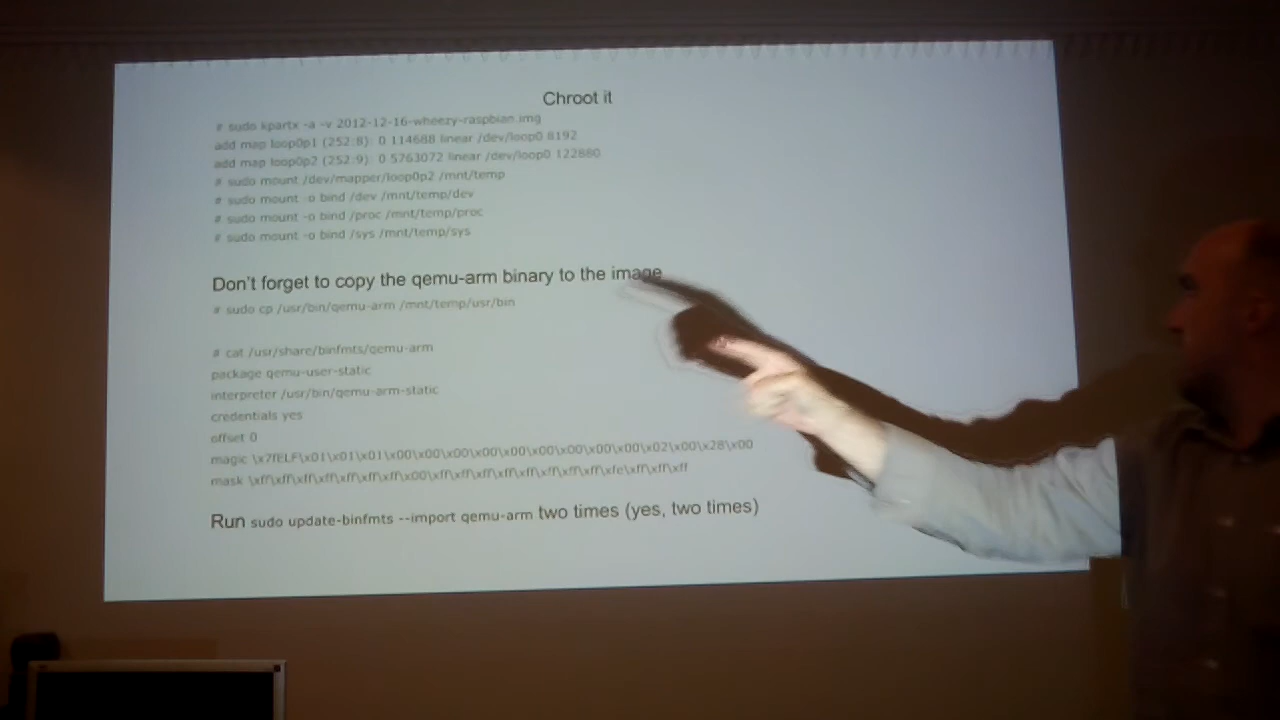 Chroot it
# sudo kpartx -a -v 2012-12-16-wheezy-raspbian.img
add map loop0p1 (252:8): 0 114688 linear /dev/loop0 8192
add map loop0p2 (252:9): 0 5763072 linear /dev/loop0 122880
# sudo mount /dev/mapper/loop0p2 /mnt/temp
# sudo mount -o bind /dev /mnt/temp/dev
# sudo mount -o bind /proc /mnt/temp/proc
# sudo mount -o bind /sys /mnt/temp/sys
Don't forget to copy the qemu-arm binary to the image
# sudo cp /usr/bin/qemu-arm /mnt/temp/usr/bin
# cat /usr/share/binfmts/qemu-arm
package qemu-user-static
interpreter /usr/bin/qemu-arm-static
credentials yes
offset 0
magic \x7fELF\x01\x01\x01\x00\x00\x00\x00\x00\x00\x00\x00\x00\x02\x00\x28\x00
mask \xff\xff\xff\xff\xff\xff\xff\x00\xff\xff\xff\xff\xff\xff\xff\xff\xfe\xff\xff\xff
Run sudo update-binfmts --import qemu-arm two times (yes, two times)